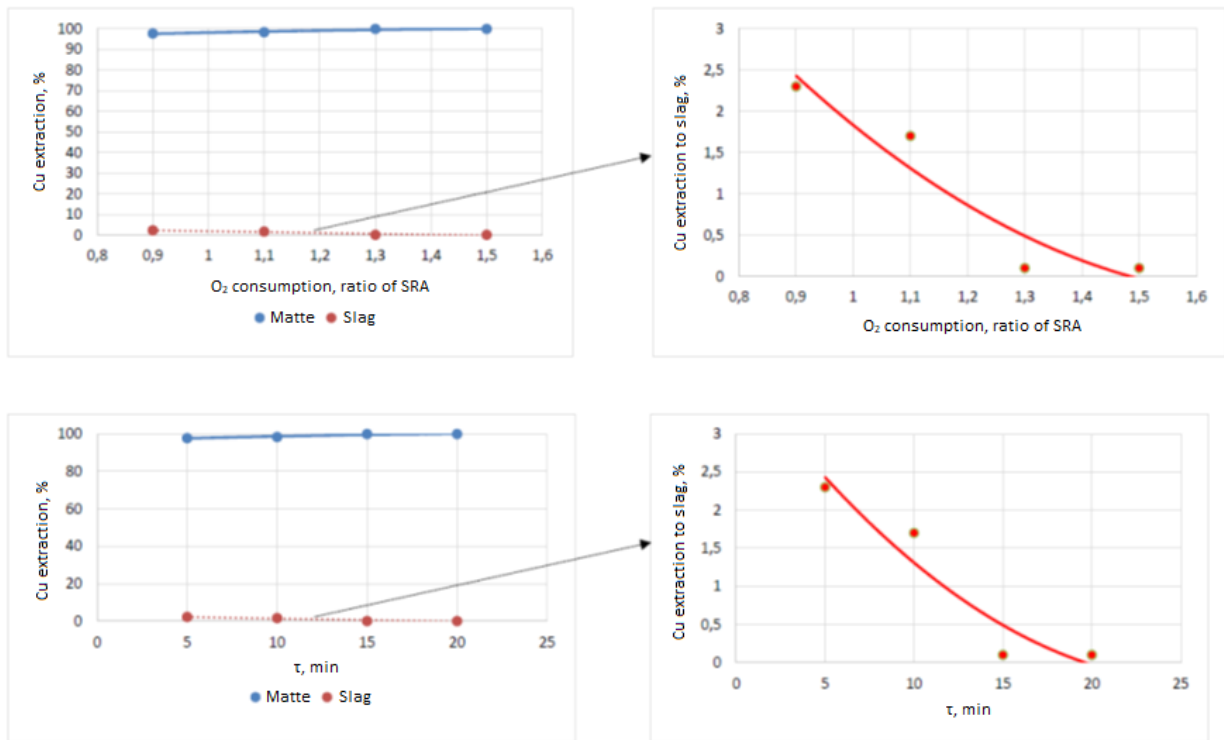 Cu extraction, %
100
90
80
70
60
50
40
30
20
10
0
0,8 0,9 1 1,1 1,2 1,3 1,4 1,5 1,6
O₂ consumption, ratio of SRA
Matte Slag
Cu extraction to slag, %
3
2,5
2
1,5
1
0,5
0
0,8 0,9 1 1,1 1,2 1,3 1,4 1,5 1,6
O₂ consumption, ratio of SRA
Cu extraction, %
100
80
60
40
20
0
0 5 10 15 20 25
τ, min
Matte Slag
Cu extraction to slag, %
3
2,5
2
1,5
1
0,5
0
0 5 10 15 20 25
τ, min